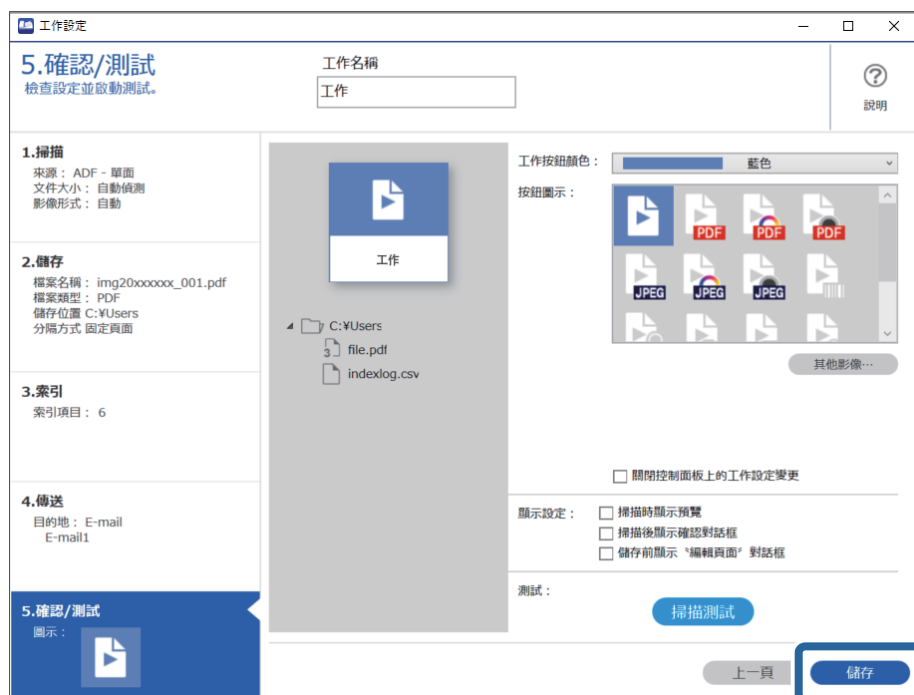 工作設定
5.確認/測試
檢查設定並啟動測試。
工作名稱
工作
說明
1.掃描
來源： ADF - 單面
文件大小： 自動偵測
影像形式： 自動
2.儲存
檔案名稱： img20xxxxxx_001.pdf
檔案類型： PDF
儲存位置 C:¥Users
分隔方式 固定頁面
3.索引
索引項目： 6
4.傳送
目的地： E-mail
E-mail1
5.確認/測試
圖示：
工作
C:¥Users
3 file.pdf
indexlog.csv
工作按鈕顏色： 藍色
按鈕圖示：
PDF PDF PDF
JPEG JPEG JPEG
其他影像…
關閉控制面板上的工作設定變更
顯示設定： 掃描時顯示預覽
掃描後顯示確認對話框
儲存前顯示〝編輯頁面〞對話框
測試：
掃描測試
上一頁 儲存